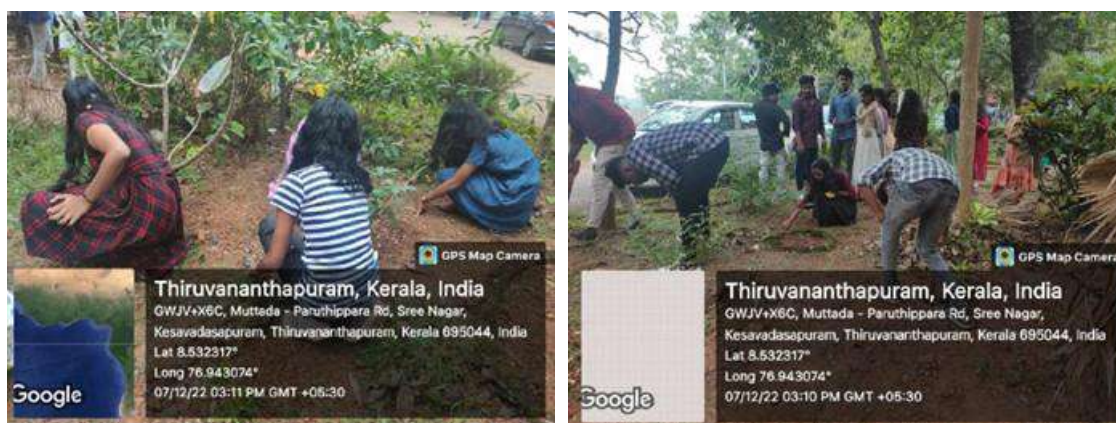 GPS Map Camera
Thiruvananthapuram, Kerala, India
GWJV+X6C, Muttada - Paruthippara Rd, Sree Nagar,
Kesavadasapuram, Thiruvananthapuram, Kerala 695044, India
Lat 8.532317°
Long 76.943074°
07/12/22 03:11 PM GMT +05:30
Google
GPS Map Camera
Thiruvananthapuram, Kerala, India
GWJV+X6C, Muttada - Paruthippara Rd, Sree Nagar,
Kesavadasapuram, Thiruvananthapuram, Kerala 695044, India
Lat 8.532317°
Long 76.943074°
07/12/22 03:10 PM GMT +05:30
Google